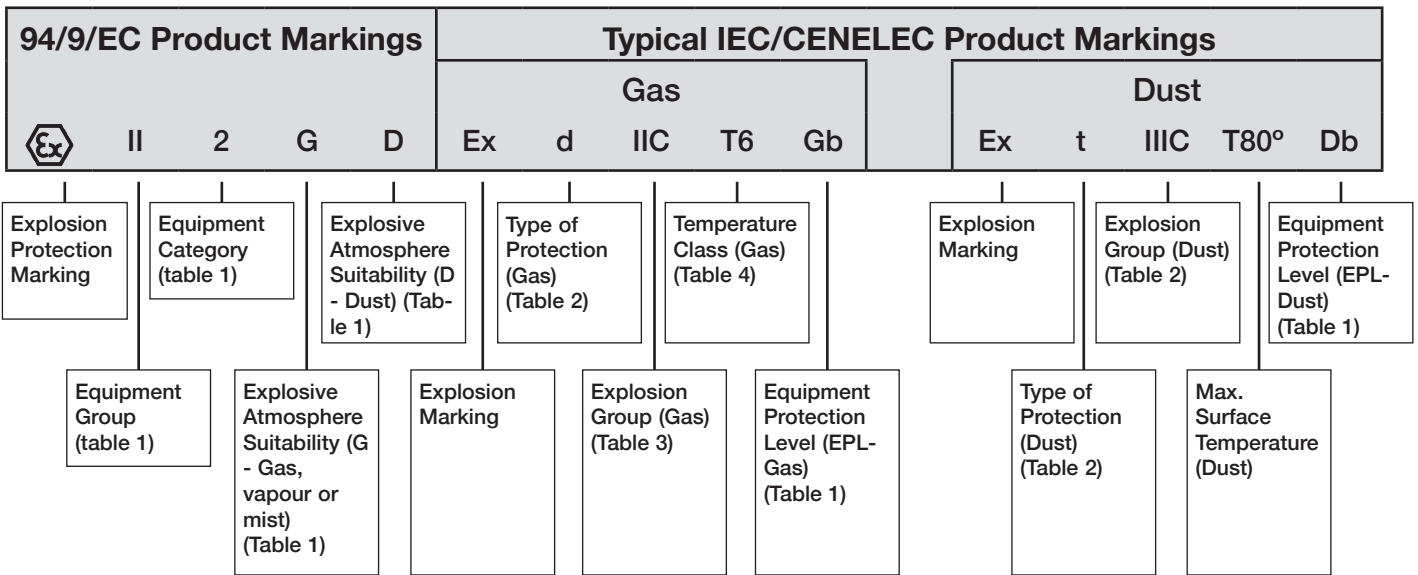 94/9/EC Product Markings
Typical IEC/CENELEC Product Markings
Gas
Dust
Ex II 2 G D Ex d IIC T6 Gb Ex t IIIC T80º Db
Explosion
Protection
Marking
Equipment
Category
(table 1)
Explosive
Atmosphere
Suitability (D
- Dust) (Tab-
le 1)
Type of
Protection
(Gas)
(Table 2)
Temperature
Class (Gas)
(Table 4)
Explosion
Marking
Explosion
Group (Dust)
(Table 2)
Equipment
Protection
Level (EPL-
Dust)
(Table 1)
Equipment
Group
(table 1)
Explosive
Atmosphere
Suitability (G
- Gas,
vapour or
mist)
(Table 1)
Explosion
Marking
Explosion
Group (Gas)
(Table 3)
Equipment
Protection
Level (EPL-
Gas)
(Table 1)
Type of
Protection
(Dust)
(Table 2)
Max.
Surface
Temperature
(Dust)